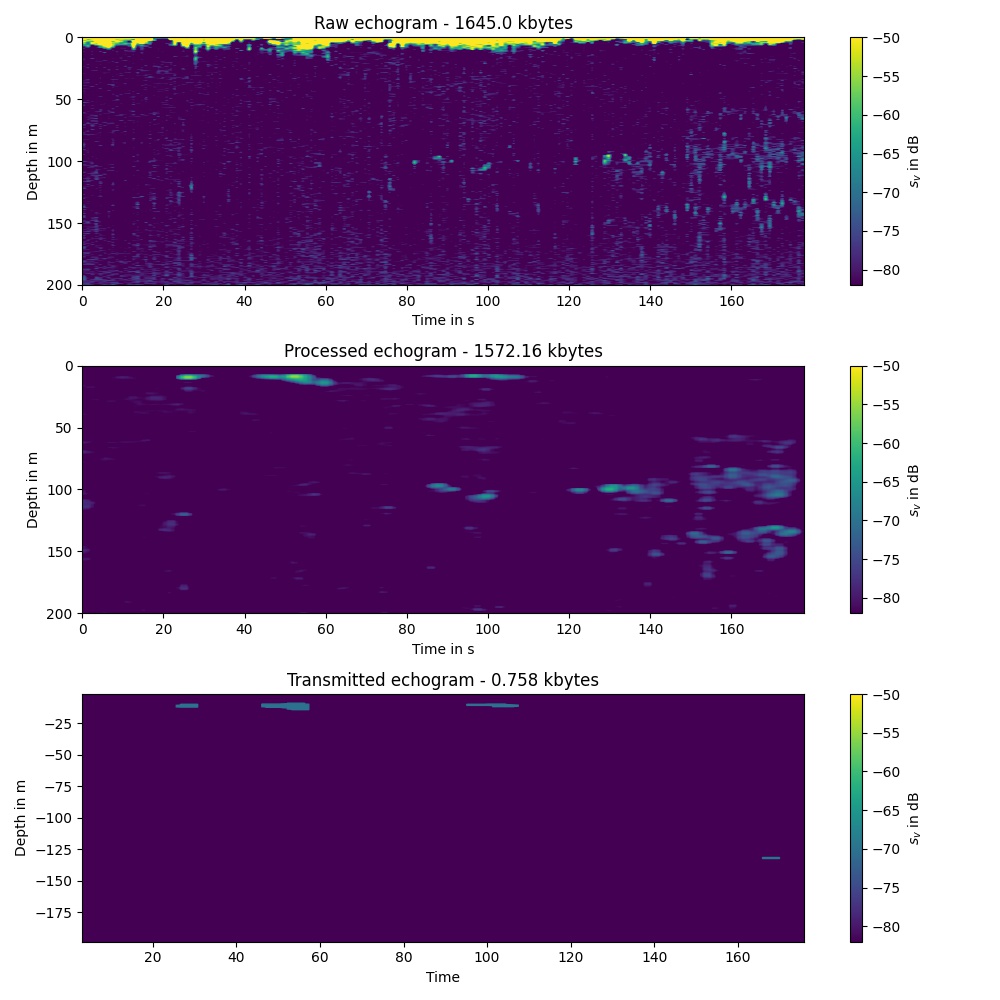 Raw echogram - 1645.0 kbytes
0
50
100
150
200
Depth in m
0 20 40 60 80 100 120 140 160
Time in s
−50
−55
−60
−65
−70
−75
−80
sv in dB
Processed echogram - 1572.16 kbytes
0
50
100
150
200
Depth in m
0 20 40 60 80 100 120 140 160
Time in s
−50
−55
−60
−65
−70
−75
−80
sv in dB
Transmitted echogram - 0.758 kbytes
−25
−50
−75
−100
−125
−150
−175
Depth in m
20 40 60 80 100 120 140 160
Time
−50
−55
−60
−65
−70
−75
−80
sv in dB